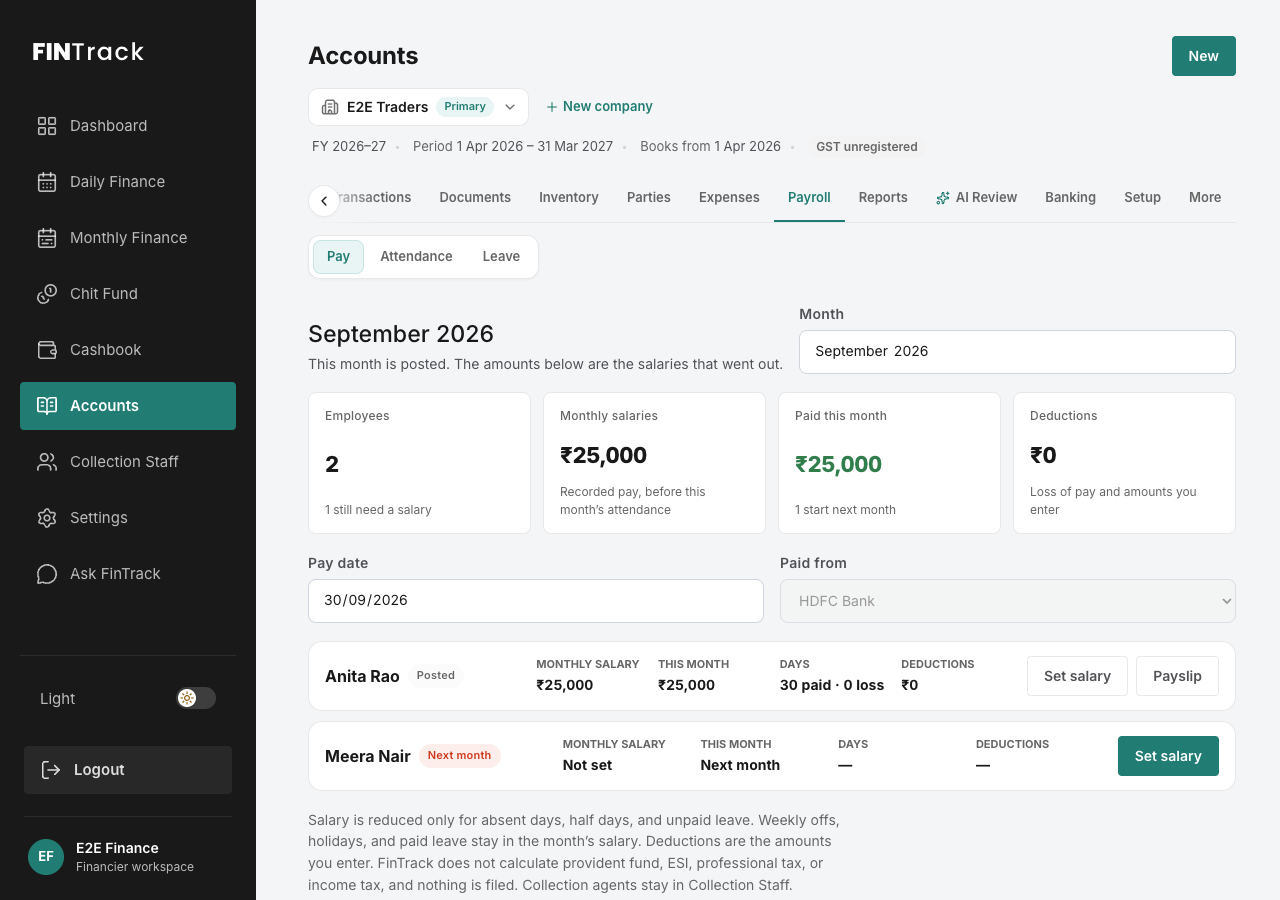 FINTrack
Dashboard
Daily Finance
Monthly Finance
Chit Fund
Cashbook
Accounts
Collection Staff
Settings
Ask FinTrack
Light
Logout
EF
E2E Finance
Financier workspace
Accounts
New
E2E Traders Primary
New company
FY 2026–27 · Period 1 Apr 2026 – 31 Mar 2027 · Books from 1 Apr 2026 · GST unregistered
ransactions Documents Inventory Parties Expenses Payroll Reports AI Review Banking Setup More
Pay Attendance Leave
September 2026
This month is posted. The amounts below are the salaries that went out.
Month
September 2026
Employees
2
1 still need a salary
Monthly salaries
₹25,000
Recorded pay, before this
month’s attendance
Paid this month
₹25,000
1 start next month
Deductions
₹0
Loss of pay and amounts you
enter
Pay date
30/09/2026
Paid from
HDFC Bank
Anita Rao Posted
MONTHLY SALARY THIS MONTH DAYS DEDUCTIONS
₹25,000 ₹25,000 30 paid · 0 loss ₹0
Set salary Payslip
Meera Nair Next month
MONTHLY SALARY THIS MONTH DAYS DEDUCTIONS
Not set Next month — —
Set salary
Salary is reduced only for absent days, half days, and unpaid leave. Weekly offs,
holidays, and paid leave stay in the month’s salary. Deductions are the amounts
you enter. FinTrack does not calculate provident fund, ESI, professional tax, or
income tax, and nothing is filed. Collection agents stay in Collection Staff.